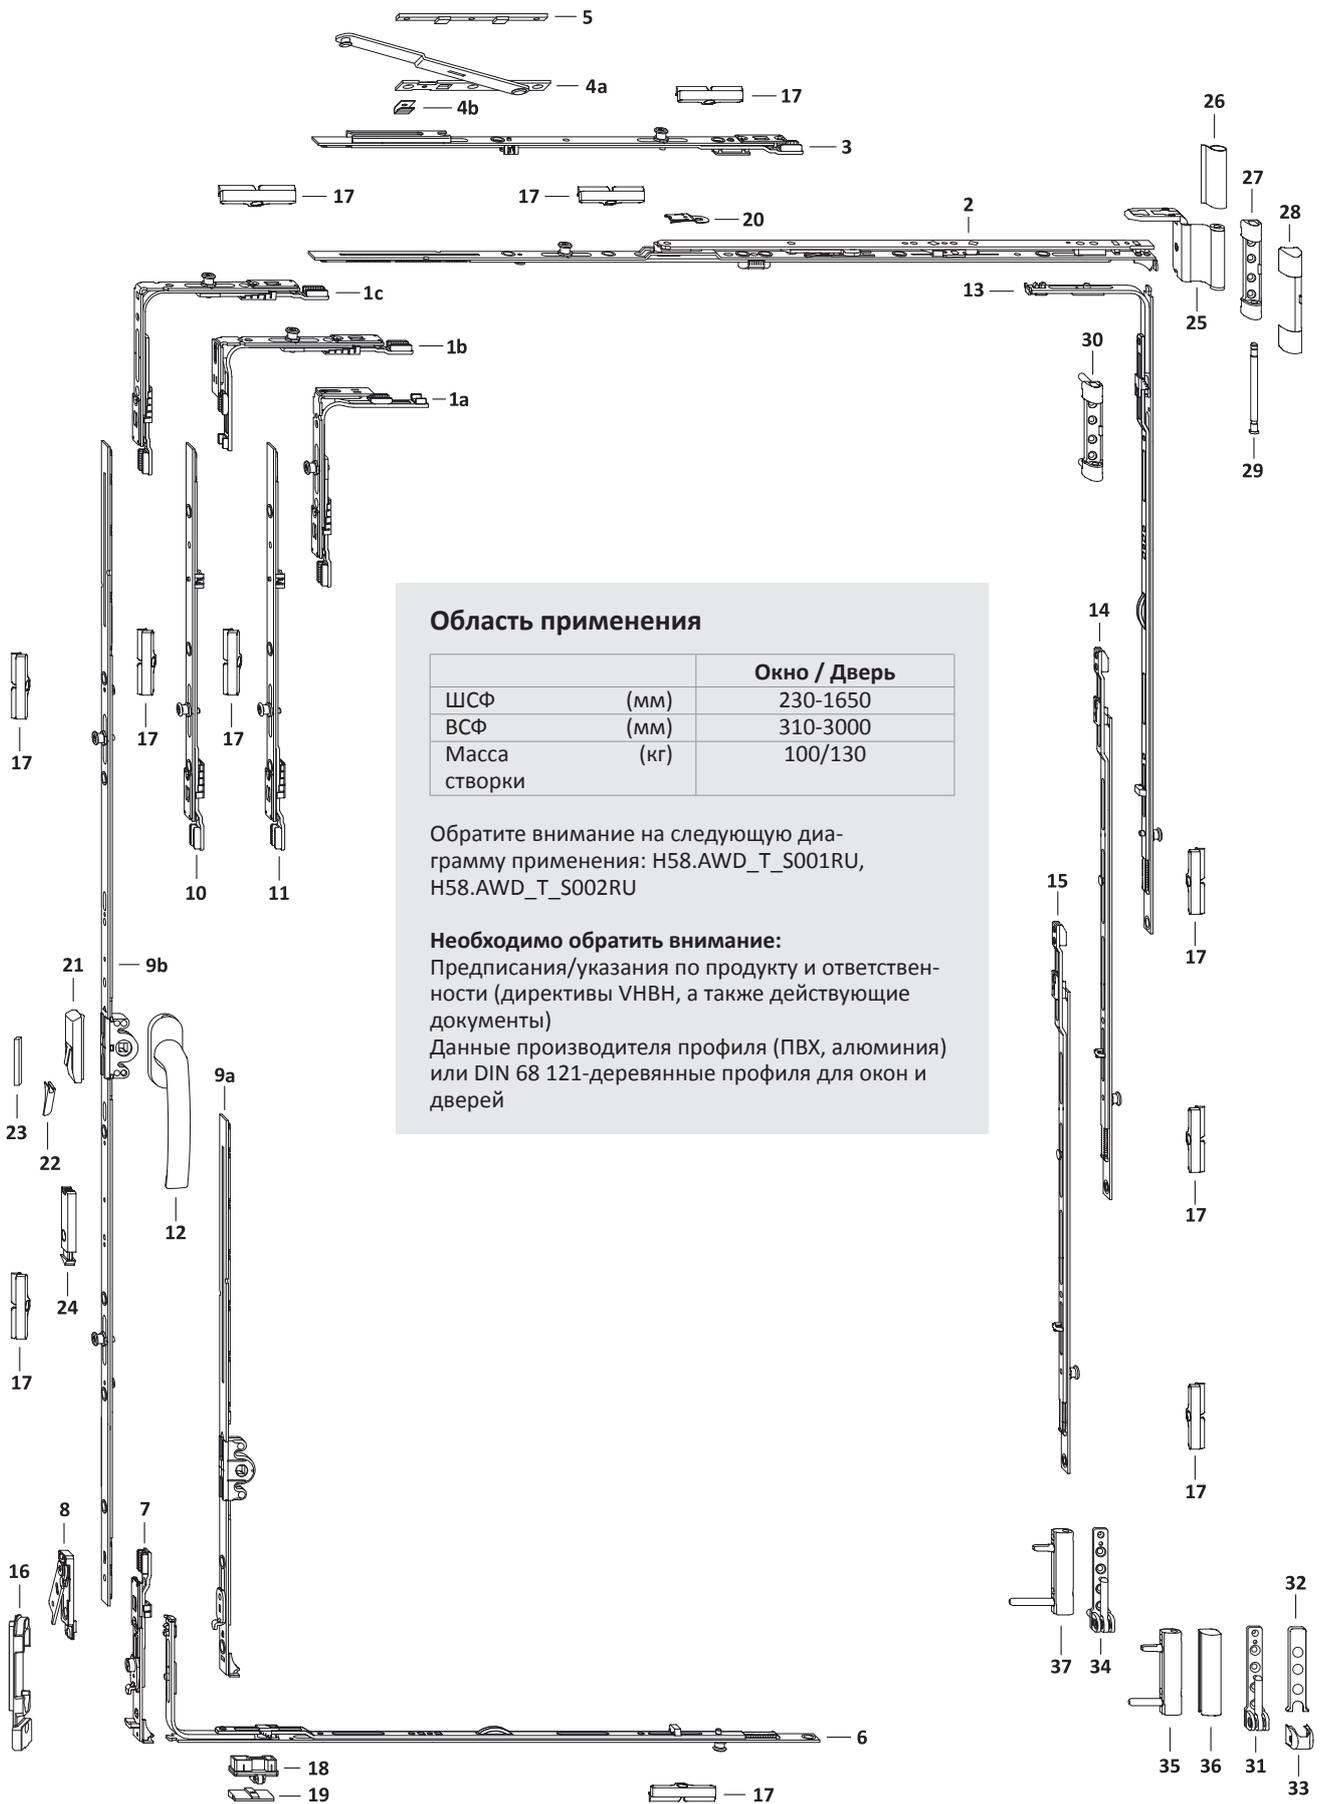 5
4a
4b
17
3
26
17
17
20
2
27
28
1c
13
25
1b
30
1a
29
Область применения
Окно / Дверь
ШСФ (мм) 230-1650
ВСФ (мм) 310-3000
Масса (кг) 100/130
створки
Обратите внимание на следующую диа-
грамму применения: H58.AWD_T_S001RU,
H58.AWD_T_S002RU
Необходимо обратить внимание:
Предписания/указания по продукту и ответствен-
ности (директивы VHBH, а также действующие
документы)
Данные производителя профиля (ПВХ, алюминия)
или DIN 68 121-деревянные профиля для окон и
дверей
14
17
17
17
10
11
15
17
21
9b
9a
23
22
12
17
24
17
17
8
7
16
32
37
34
6
35
36
31
33
18
19
17